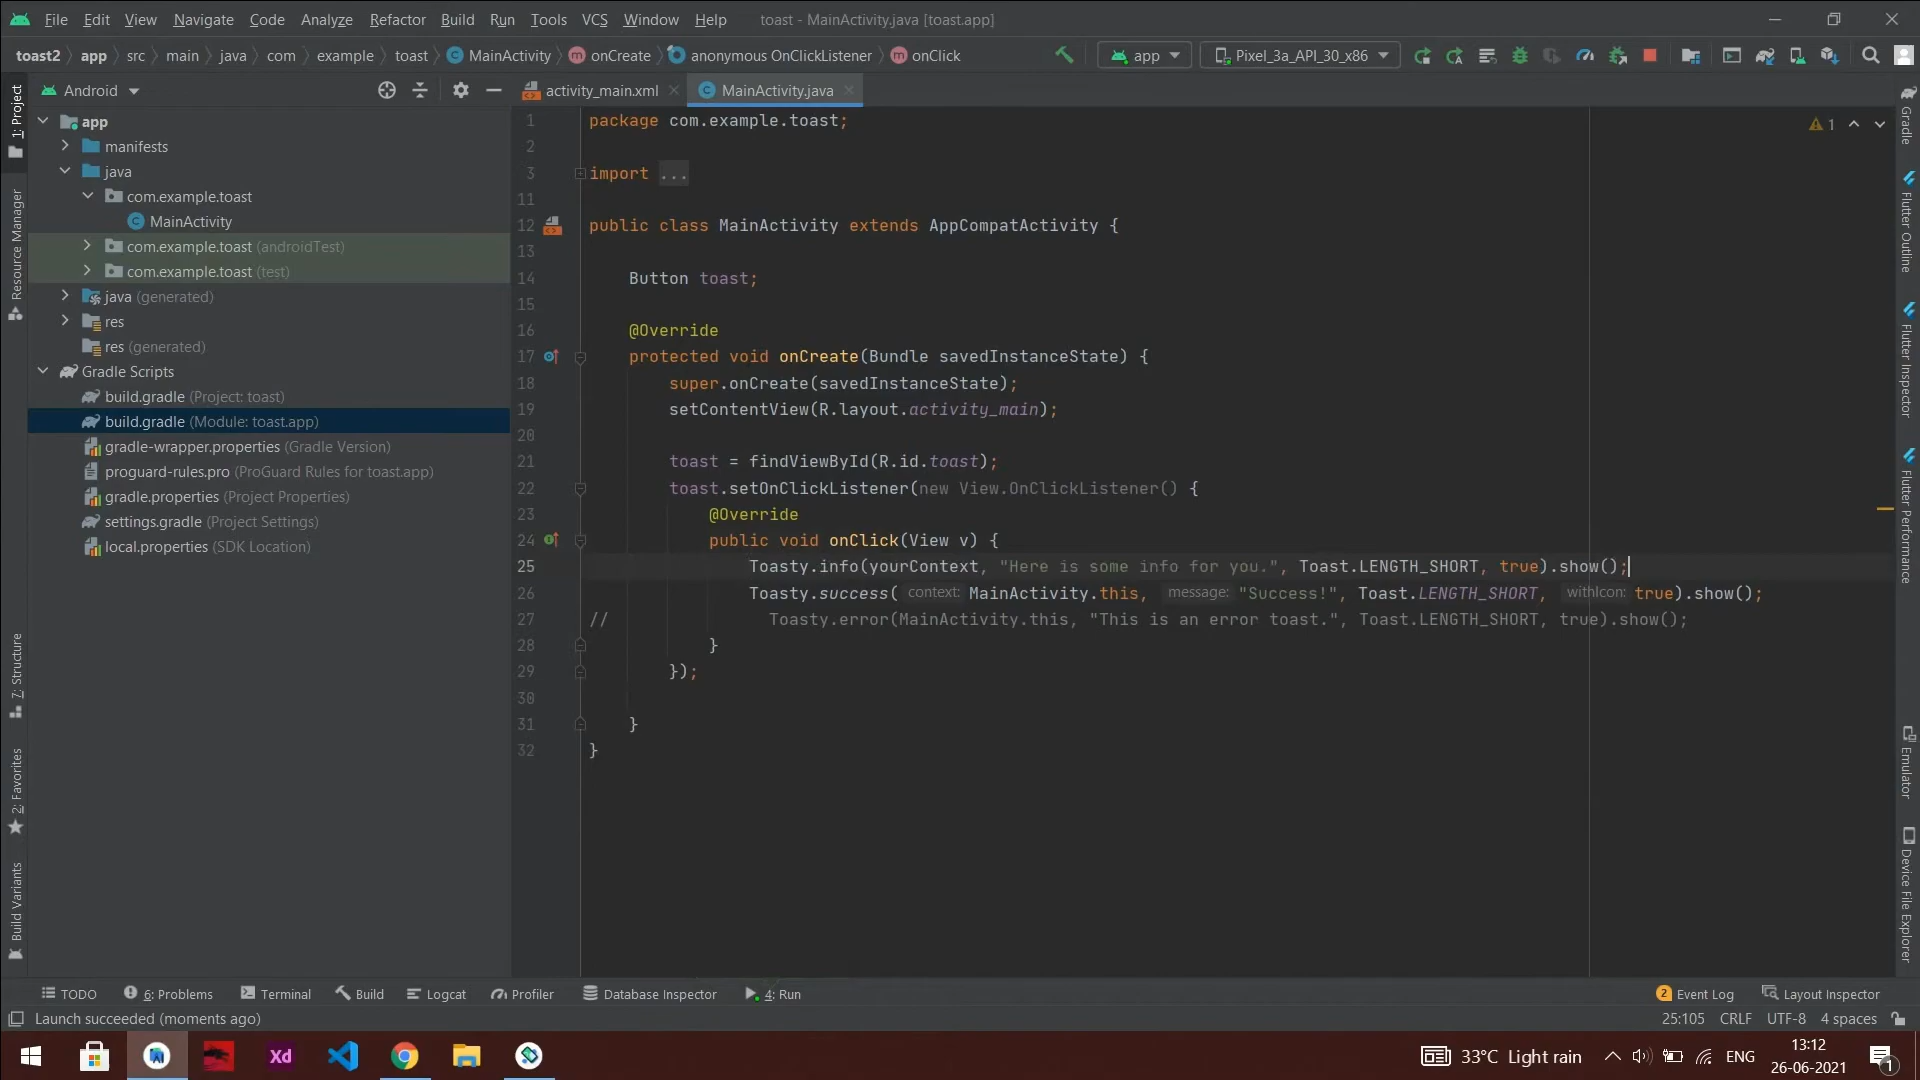 File Edit View Navigate Code Analyze Refactor Build Run Tools VCS Window Help toast - MainActivity.java [toast.app]
toast2 app src main java com example toast MainActivity onCreate anonymous OnClickListener onClick app Pixel_3a_API_30_x86
Android
activity_main.xml MainActivity.java
app
manifests
java
com.example.toast
MainActivity
com.example.toast (androidTest)
com.example.toast (test)
java (generated)
res
res (generated)
Gradle Scripts
build.gradle (Project: toast)
build.gradle (Module: toast.app)
gradle-wrapper.properties (Gradle Version)
proguard-rules.pro (ProGuard Rules for toast.app)
gradle.properties (Project Properties)
settings.gradle (Project Settings)
local.properties (SDK Location)
1: Project
Resource Manager
7: Structure
2: Favorites
Build Variants
1 package com.example.toast;
2
3 import ...
11
12 public class MainActivity extends AppCompatActivity {
13
14 Button toast;
15
16 @Override
17 protected void onCreate(Bundle savedInstanceState) {
18 super.onCreate(savedInstanceState);
19 setContentView(R.layout.activity_main);
20
21 toast = findViewById(R.id.toast);
22 toast.setOnClickListener(new View.OnClickListener() {
23 @Override
24 public void onClick(View v) {
25 Toasty.info(yourContext, "Here is some info for you.", Toast.LENGTH_SHORT, true).show();
26 Toasty.success( context: MainActivity.this, message: "Success!", Toast.LENGTH_SHORT, withIcon: true).show();
27 // Toasty.error(MainActivity.this, "This is an error toast.", Toast.LENGTH_SHORT, true).show();
28 }
29 });
30
31 }
32 }
1
Gradle
Flutter Outline
Flutter Inspector
Flutter Performance
Emulator
Device File Explorer
TODO 6: Problems Terminal Build Logcat Profiler Database Inspector 4: Run 2 Event Log Layout Inspector
Launch succeeded (moments ago) 25:105 CRLF UTF-8 4 spaces
Xd 33°C Light rain ENG 13:12
26-06-2021
1